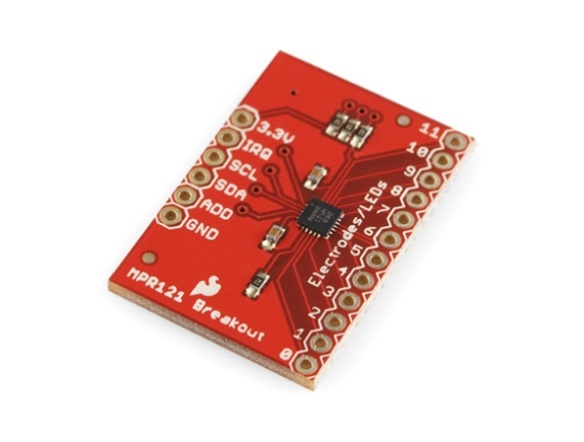 3.3V
IRQ
SCL
SDA
ADD
GND
MPR121
Breakout
Electrodes/LEDs
11
10
9
8
7
6
5
4
3
2
1
0